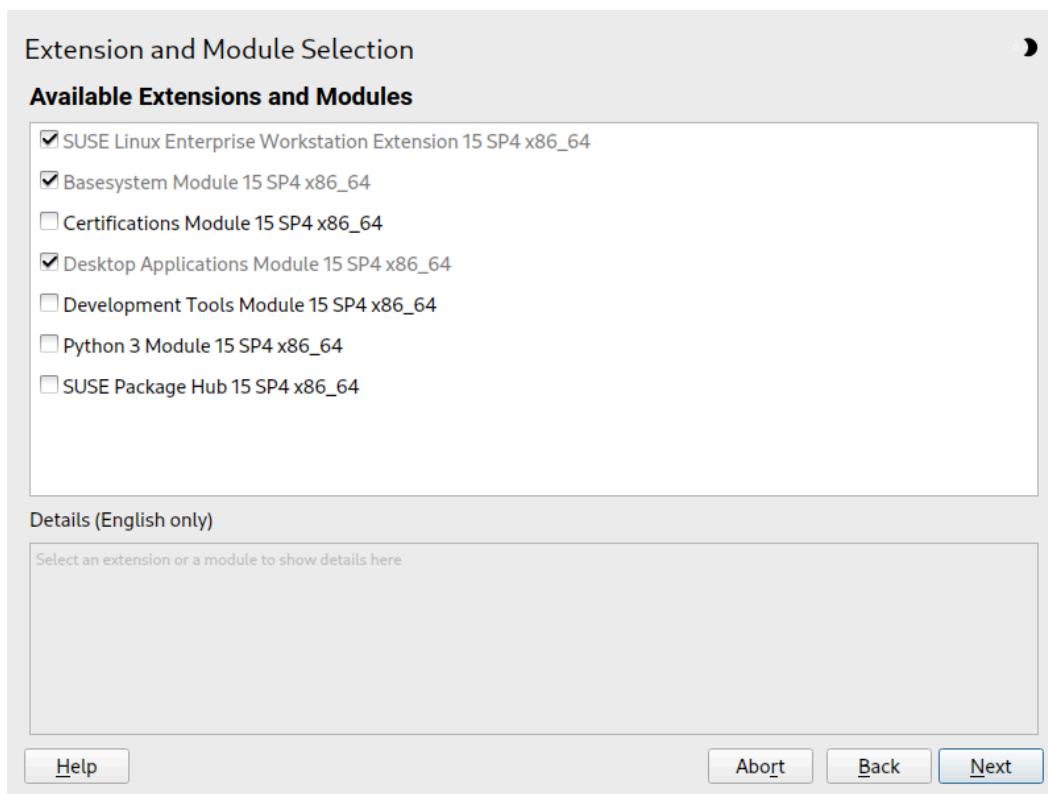 Extension and Module Selection
Available Extensions and Modules
SUSE Linux Enterprise Workstation Extension 15 SP4 x86_64
Basesystem Module 15 SP4 x86_64
Certifications Module 15 SP4 x86_64
Desktop Applications Module 15 SP4 x86_64
Development Tools Module 15 SP4 x86_64
Python 3 Module 15 SP4 x86_64
SUSE Package Hub 15 SP4 x86_64
Details (English only)
Select an extension or a module to show details here
Help
Abort
Back
Next